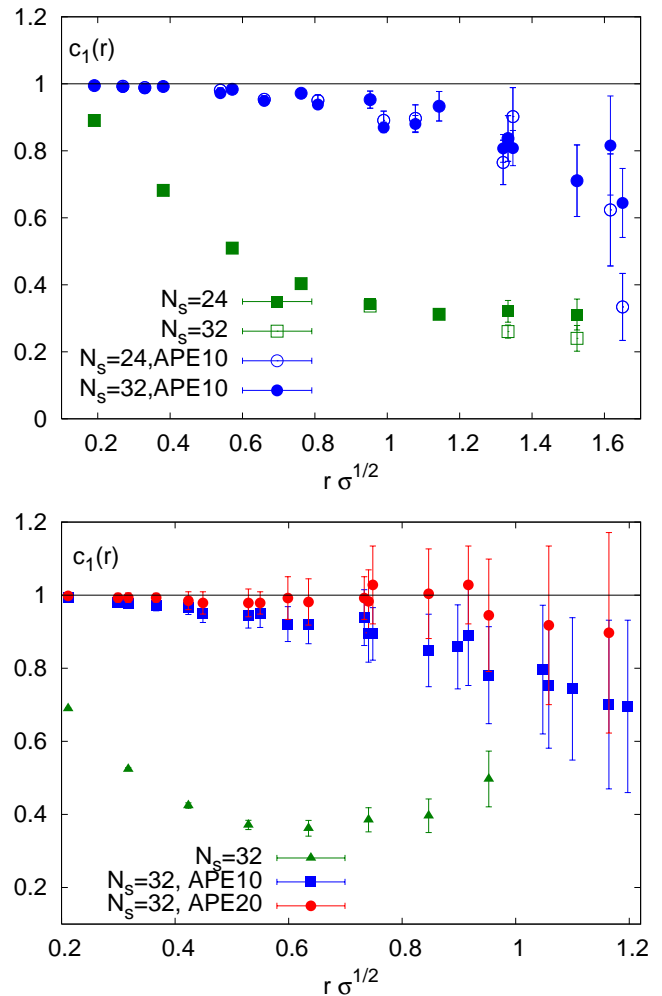 1.2
c₁(r)
1
0.8
0.6
0.4
0.2
0
Nₛ=24
Nₛ=32
Nₛ=24,APE10
Nₛ=32,APE10
0.2 0.4 0.6 0.8 1 1.2 1.4 1.6
r σ^{1/2}
1.2
c₁(r)
1
0.8
0.6
0.4
0.2
Nₛ=32
Nₛ=32, APE10
Nₛ=32, APE20
0.2 0.4 0.6 0.8 1 1.2
r σ^{1/2}